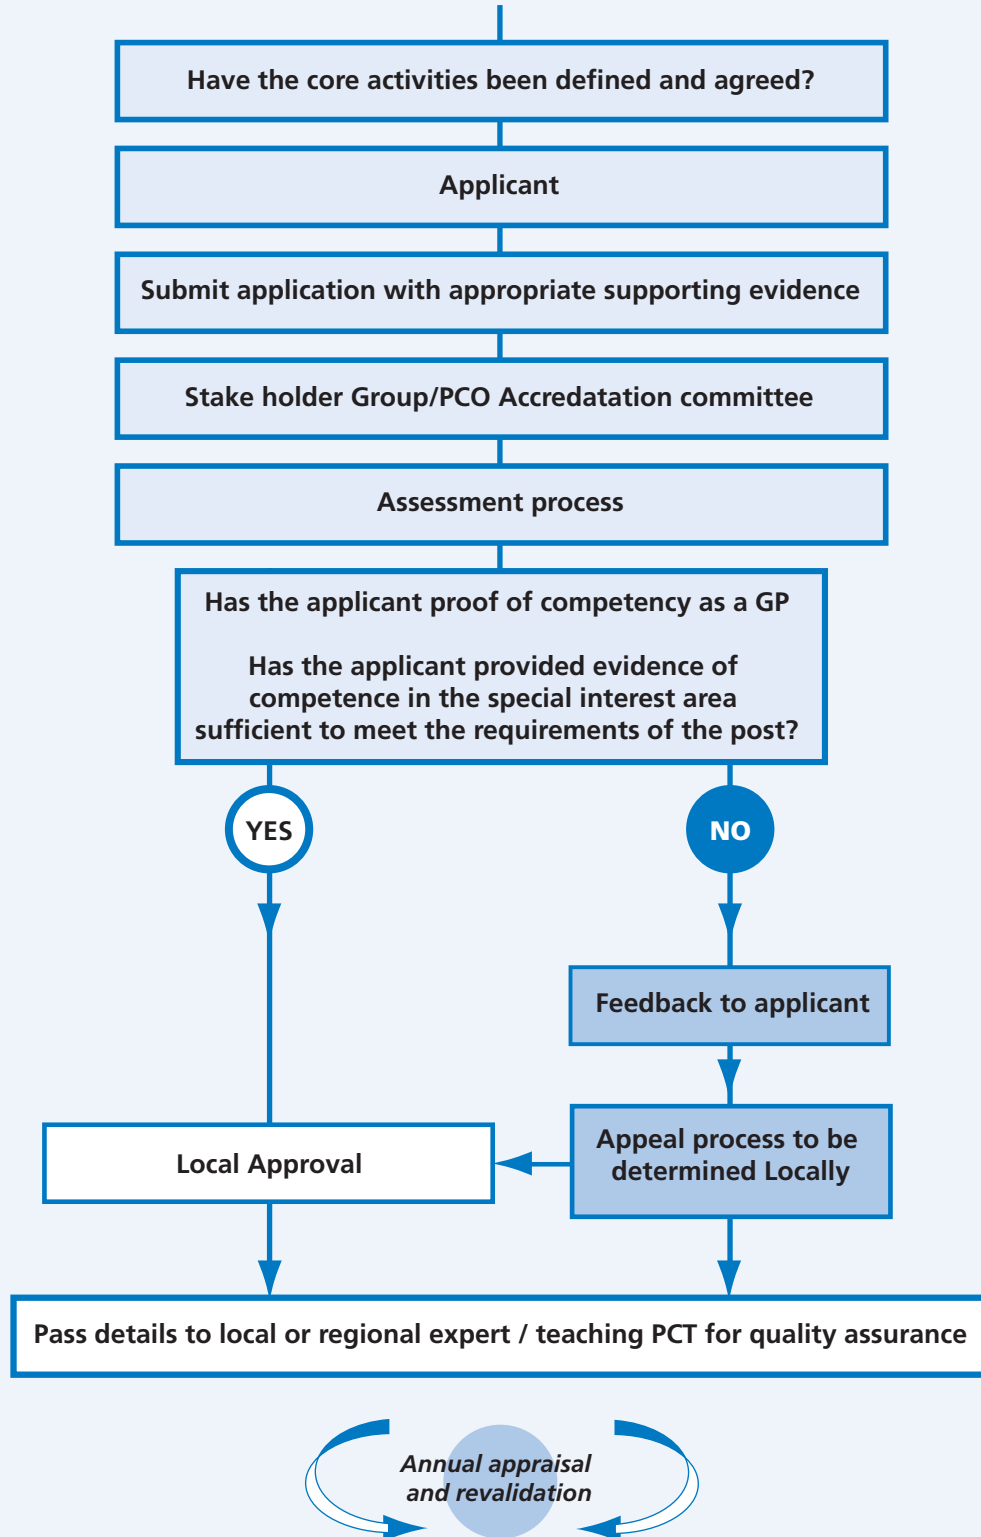 Have the core activities been defined and agreed?
Applicant
Submit application with appropriate supporting evidence
Stake holder Group/PCO Accredatation committee
Assessment process
Has the applicant proof of competency as a GP
Has the applicant provided evidence of
competence in the special interest area
sufficient to meet the requirements of the post?
YES
NO
Feedback to applicant
Appeal process to be
determined Locally
Local Approval
Pass details to local or regional expert / teaching PCT for quality assurance
Annual appraisal
and revalidation